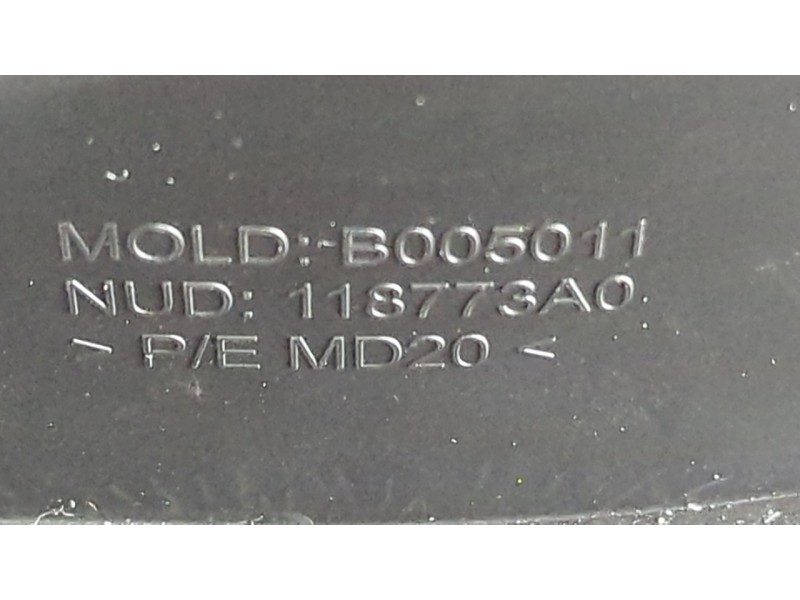 MOLD: B005011
NUD: 118773A0
> P/E MD20 <